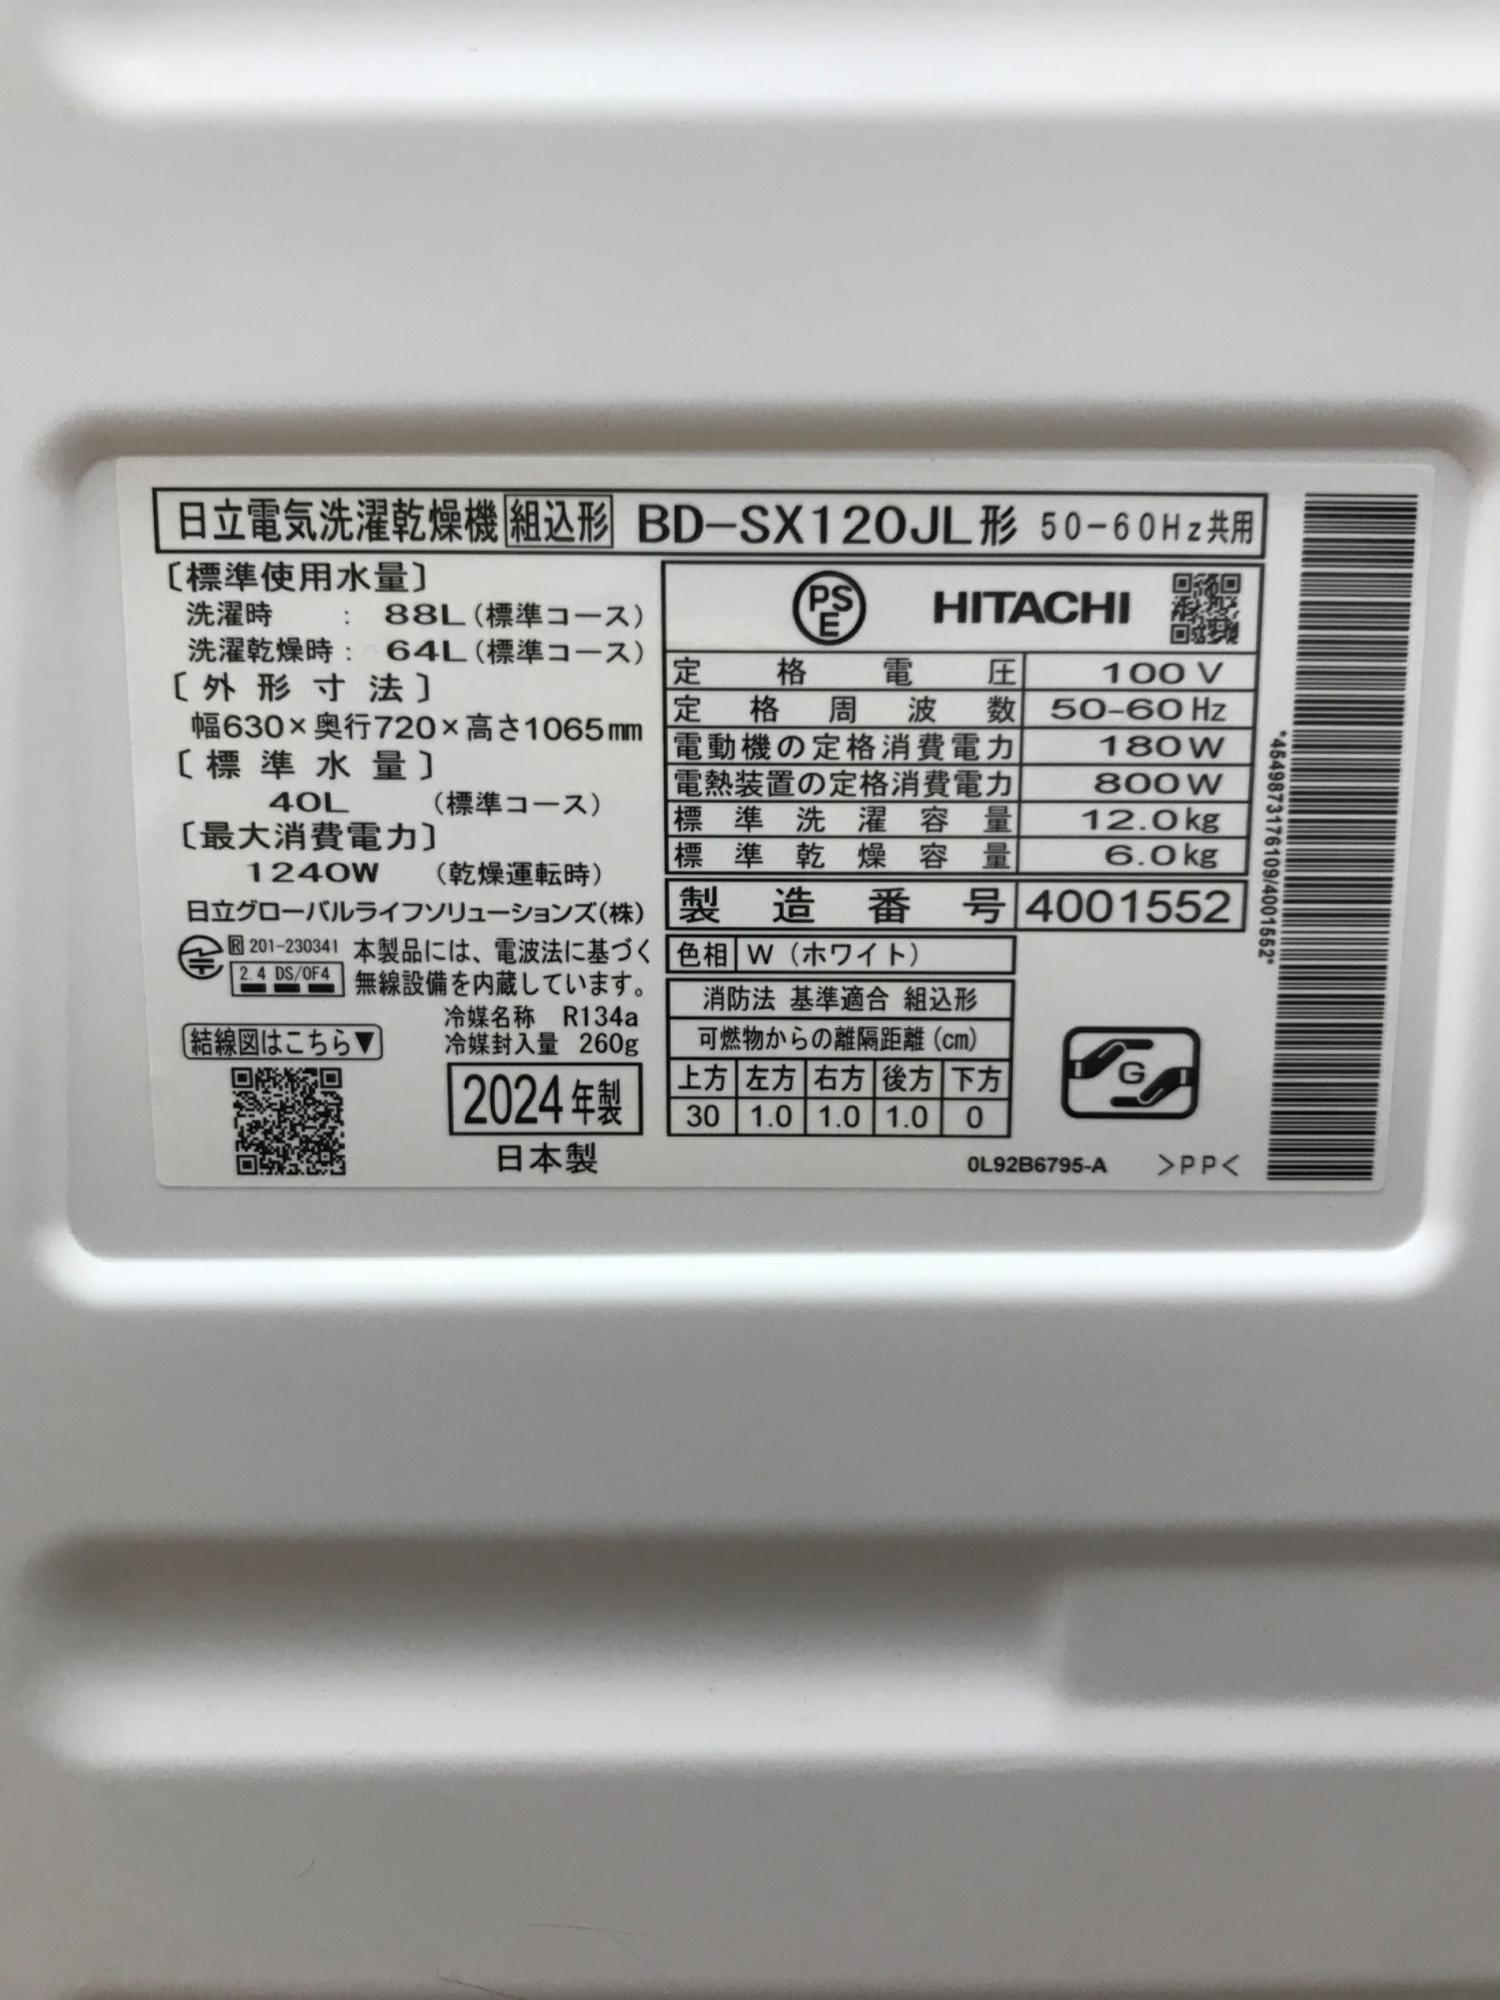 日立電気洗濯乾燥機 組込形 BD-SX120JL形 50-60Hz共用
〔標準使用水量〕
洗濯時 : 88L(標準コース)
洗濯乾燥時: 64L(標準コース)
〔外形寸法〕
幅630×奥行720×高さ1065mm
〔標準水量〕
40L (標準コース)
〔最大消費電力〕
1240W (乾燥運転時)
日立グローバルライフソリューションズ(株)
R 201-230341
2.4 DS/OF4
本製品には、電波法に基づく
無線設備を内蔵しています。
冷媒名称 R134a
冷媒封入量 260g
結線図はこちら▼
2024年製
日本製
PS
E
HITACHI
定格電圧 100V
定格周波数 50-60Hz
電動機の定格消費電力 180W
電熱装置の定格消費電力 800W
標準洗濯容量 12.0kg
標準乾燥容量 6.0kg
製造番号 4001552
色相 W(ホワイト)
消防法 基準適合 組込形
可燃物からの離隔距離(cm)
上方 左方 右方 後方 下方
30 1.0 1.0 1.0 0
G
0L92B6795-A >PP<
*4549873176109/4001552*